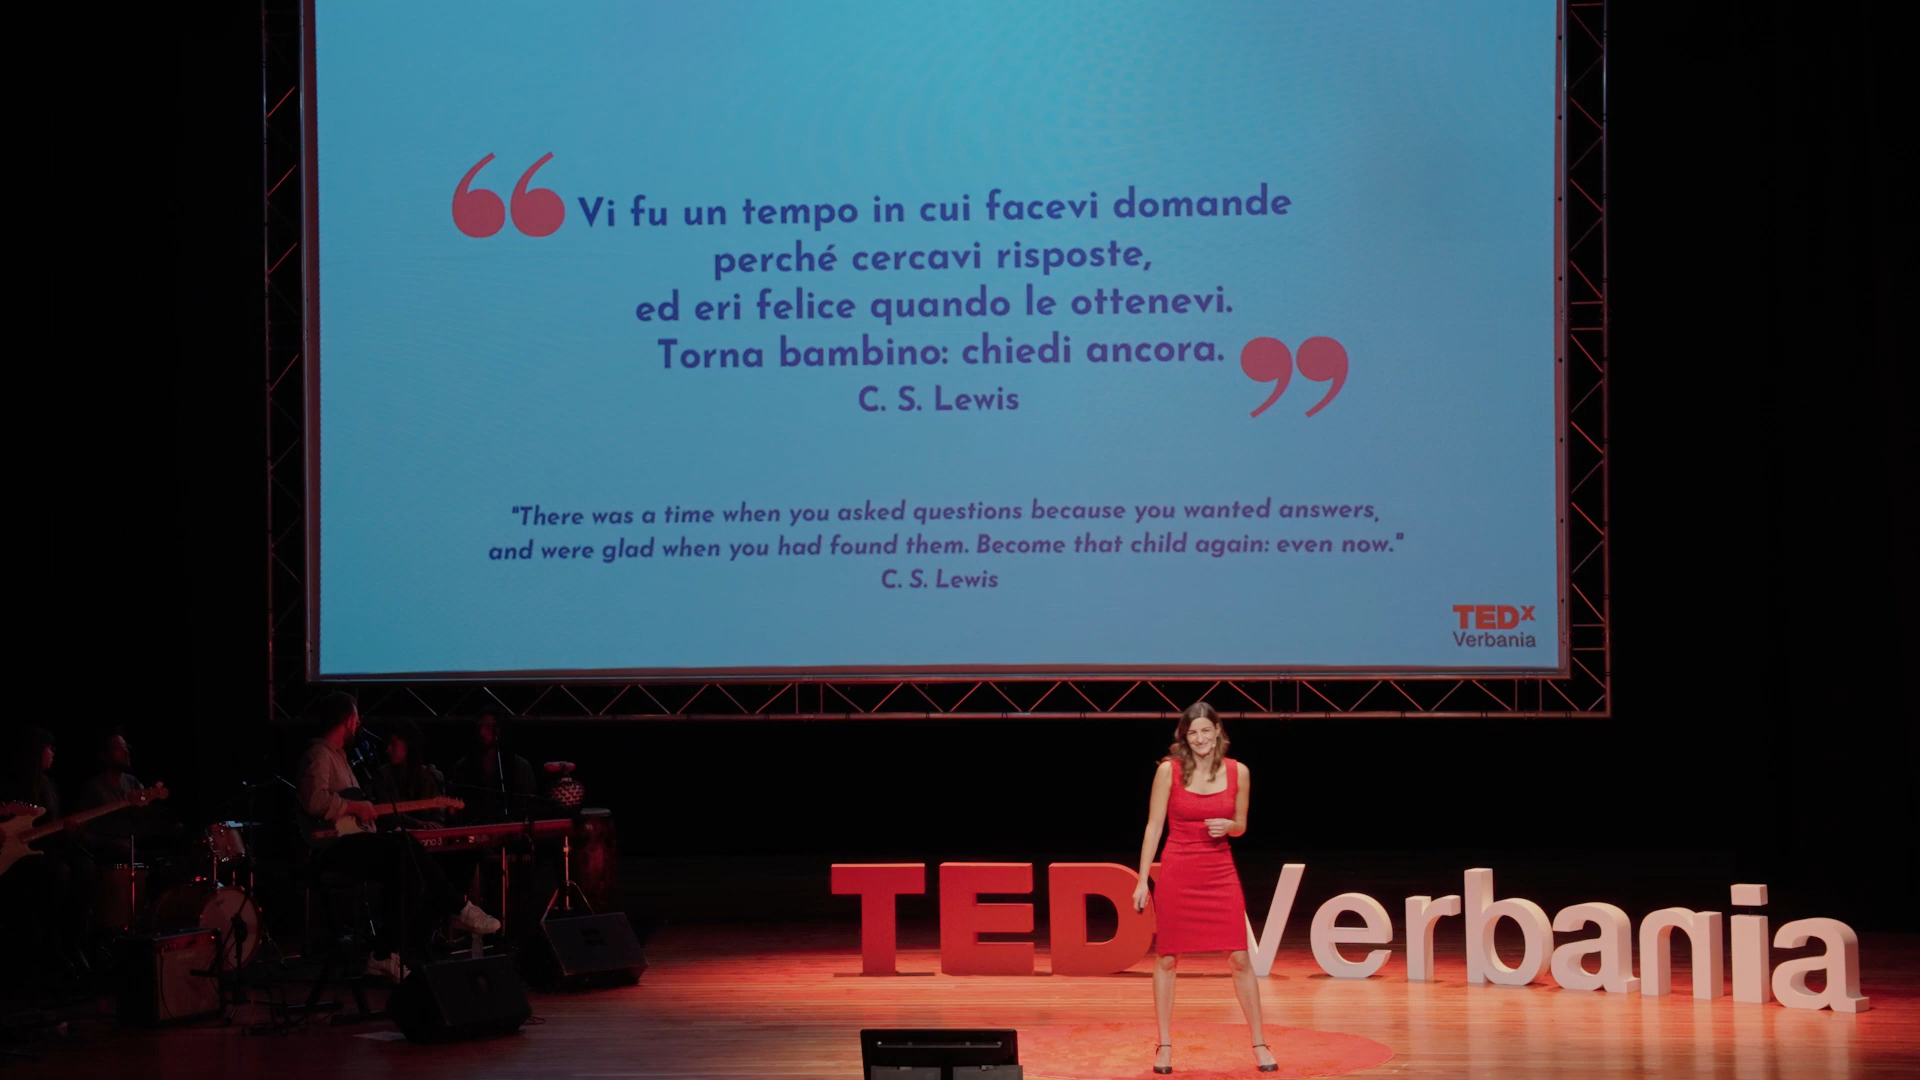 Vi fu un tempo in cui facevi domande
perché cercavi risposte,
ed eri felice quando le ottenevi.
Torna bambino: chiedi ancora.
C. S. Lewis
"There was a time when you asked questions because you wanted answers,
and were glad when you had found them. Become that child again: even now."
C. S. Lewis
TEDx
Verbania
TED Verbania